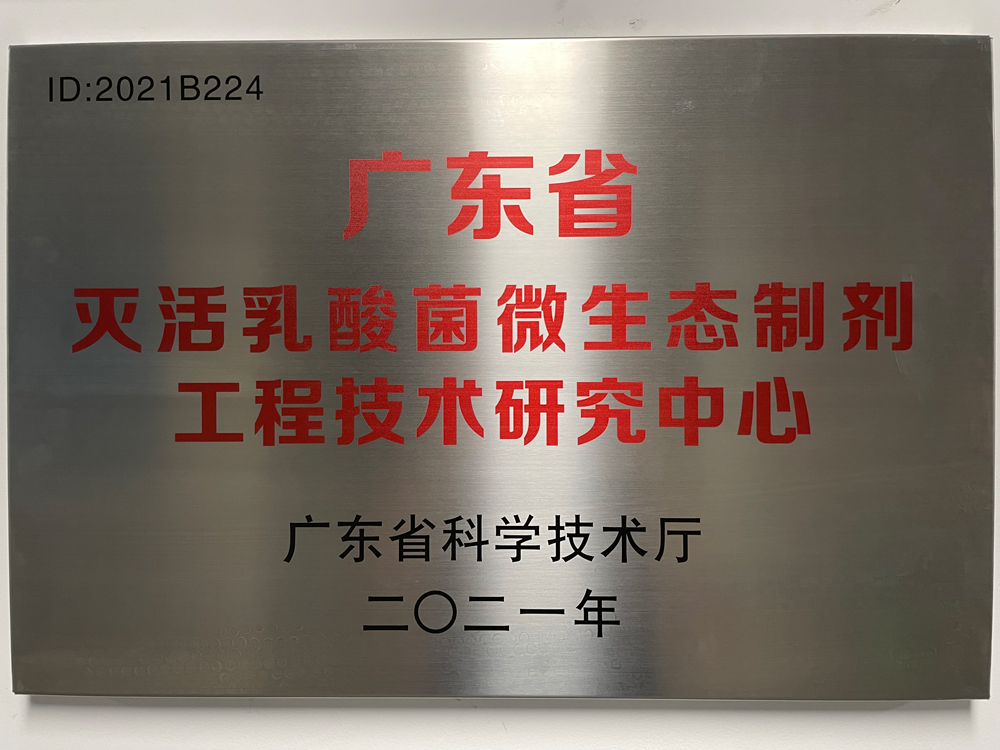 ID:2021B224
广东省
灭活乳酸菌微生态制剂
工程技术研究中心
广东省科学技术厅
二〇二一年